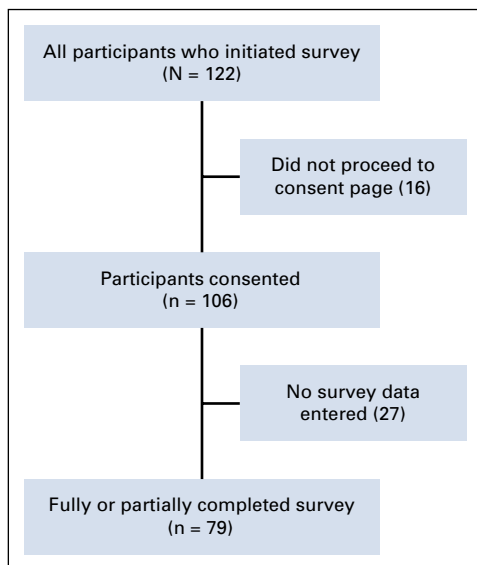 All participants who initiated survey
(N = 122)
Did not proceed to
consent page (16)
Participants consented
(n = 106)
No survey data
entered (27)
Fully or partially completed survey
(n = 79)